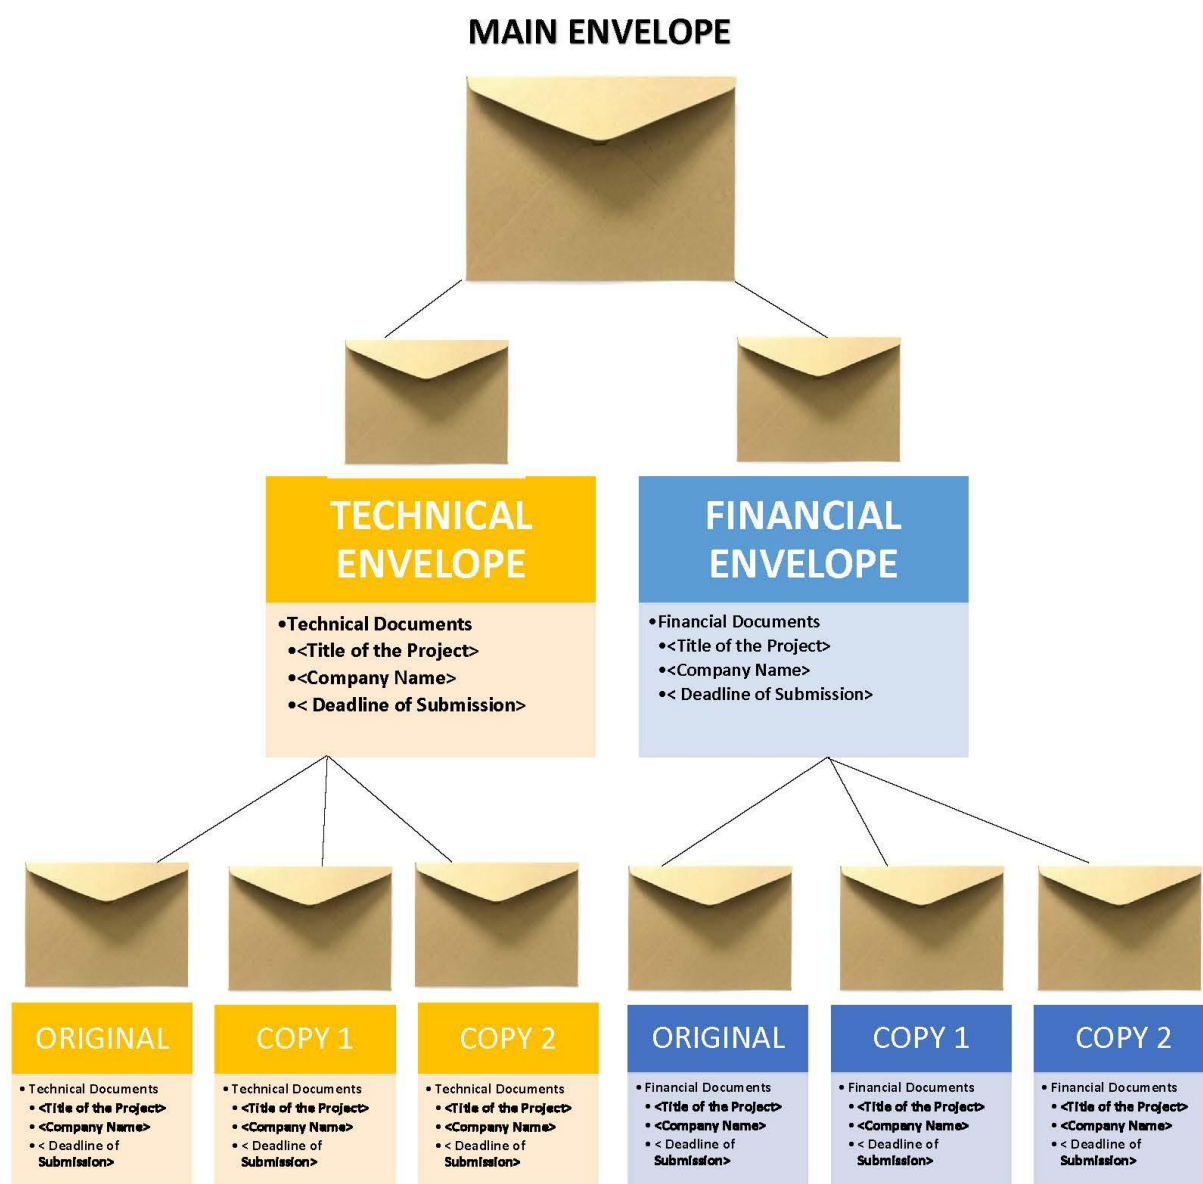 MAIN ENVELOPE
TECHNICAL
ENVELOPE
•Technical Documents
•<Title of the Project>
•<Company Name>
•< Deadline of Submission>
FINANCIAL
ENVELOPE
•Financial Documents
•<Title of the Project>
•<Company Name>
•< Deadline of Submission>
ORIGINAL
• Technical Documents
• <Title of the Project>
• <Company Name>
• < Deadline of
Submission>
COPY 1
• Technical Documents
• <Title of the Project>
• <Company Name>
• < Deadline of
Submission>
COPY 2
• Technical Documents
• <Title of the Project>
• <Company Name>
• < Deadline of
Submission>
ORIGINAL
• Financial Documents
• <Title of the Project>
• <Company Name>
• < Deadline of
Submission>
COPY 1
• Financial Documents
• <Title of the Project>
• <Company Name>
• < Deadline of
Submission>
COPY 2
• Financial Documents
• <Title of the Project>
• <Company Name>
• < Deadline of
Submission>